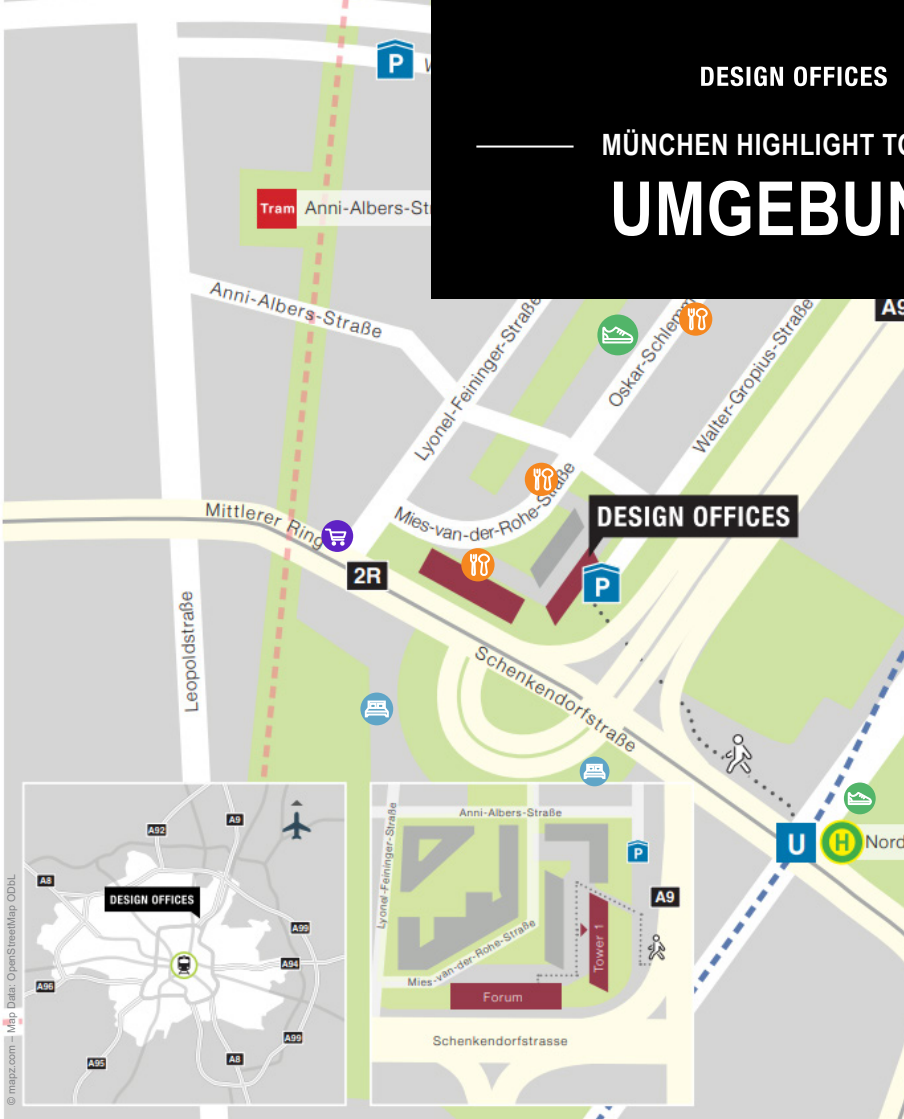 DESIGN OFFICES
MÜNCHEN HIGHLIGHT TO
UMGEBUN
P
Tram Anni-Albers-St
Anni-Albers-Straße
Lyonel-Feininger-Straße
Oskar-Schlemm
Walter-Gropius-Straße
A9
Mies-van-der-Rohe-Straße
DESIGN OFFICES
Mittlerer Ring
2R
P
Leopoldstraße
Schenkendorfstraße
U H Nord
A92
A9
A8
DESIGN OFFICES
A99
A94
A96
A99
A95
A8
Anni-Albers-Straße
Lyonel-Feininger-Straße
P
A9
Mies-van-der-Rohe-Straße
Tower 1
Forum
Schenkendorfstrasse
© mapz.com – Map Data: OpenStreetMap ODbL